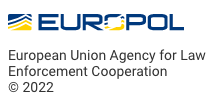 EUROPOL
European Union Agency for Law
Enforcement Cooperation
© 2022